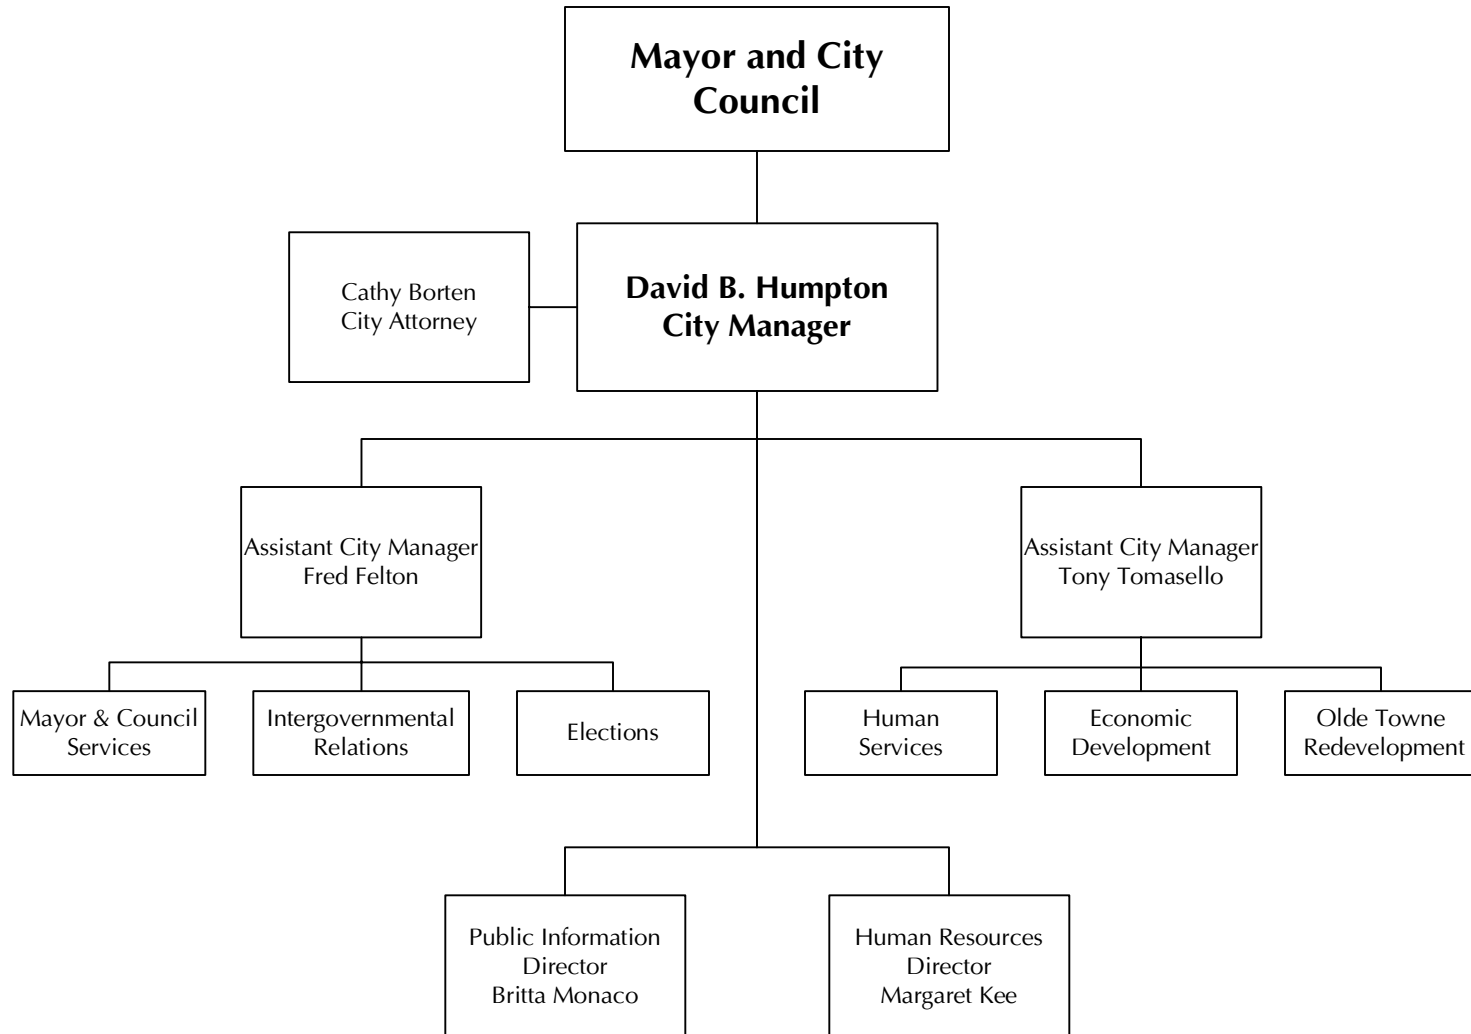 Mayor and City
Council
Cathy Borten
City Attorney
David B. Humpton
City Manager
Assistant City Manager
Fred Felton
Assistant City Manager
Tony Tomasello
Mayor & Council
Services
Intergovernmental
Relations
Elections
Human
Services
Economic
Development
Olde Towne
Redevelopment
Public Information
Director
Britta Monaco
Human Resources
Director
Margaret Kee